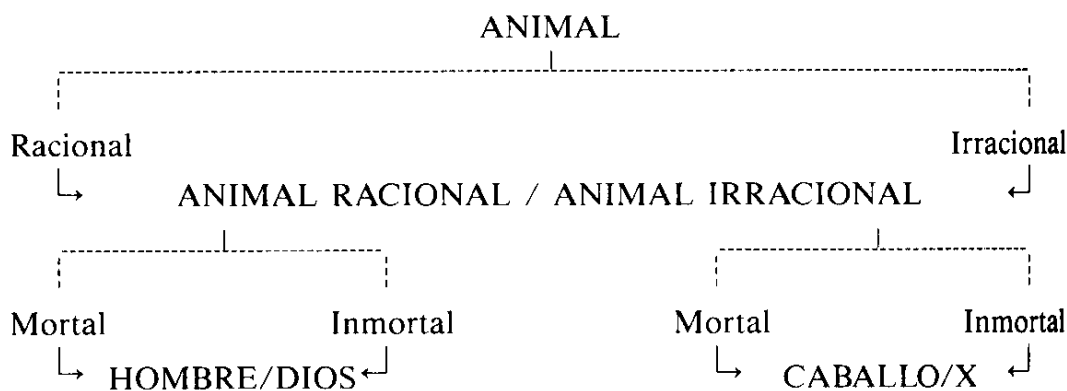 ANIMAL
Racional Irracional
ANIMAL RACIONAL / ANIMAL IRRACIONAL
Mortal Inmortal Mortal Inmortal
HOMBRE/DIOS CABALLO/X